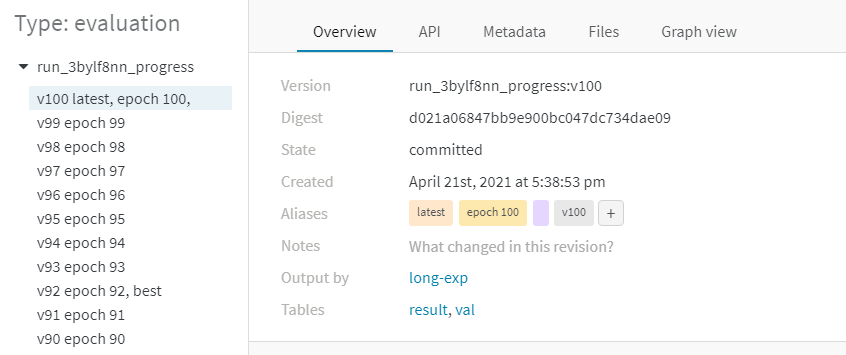 Type: evaluation
run_3bylf8nn_progress
v100 latest, epoch 100,
v99 epoch 99
v98 epoch 98
v97 epoch 97
v96 epoch 96
v95 epoch 95
v94 epoch 94
v93 epoch 93
v92 epoch 92, best
v91 epoch 91
v90 epoch 90
Overview API Metadata Files Graph view
Version run_3bylf8nn_progress:v100
Digest d021a06847bb9e900bc047dc734dae09
State committed
Created April 21st, 2021 at 5:38:53 pm
Aliases latest epoch 100 v100 +
Notes What changed in this revision?
Output by long-exp
Tables result, val